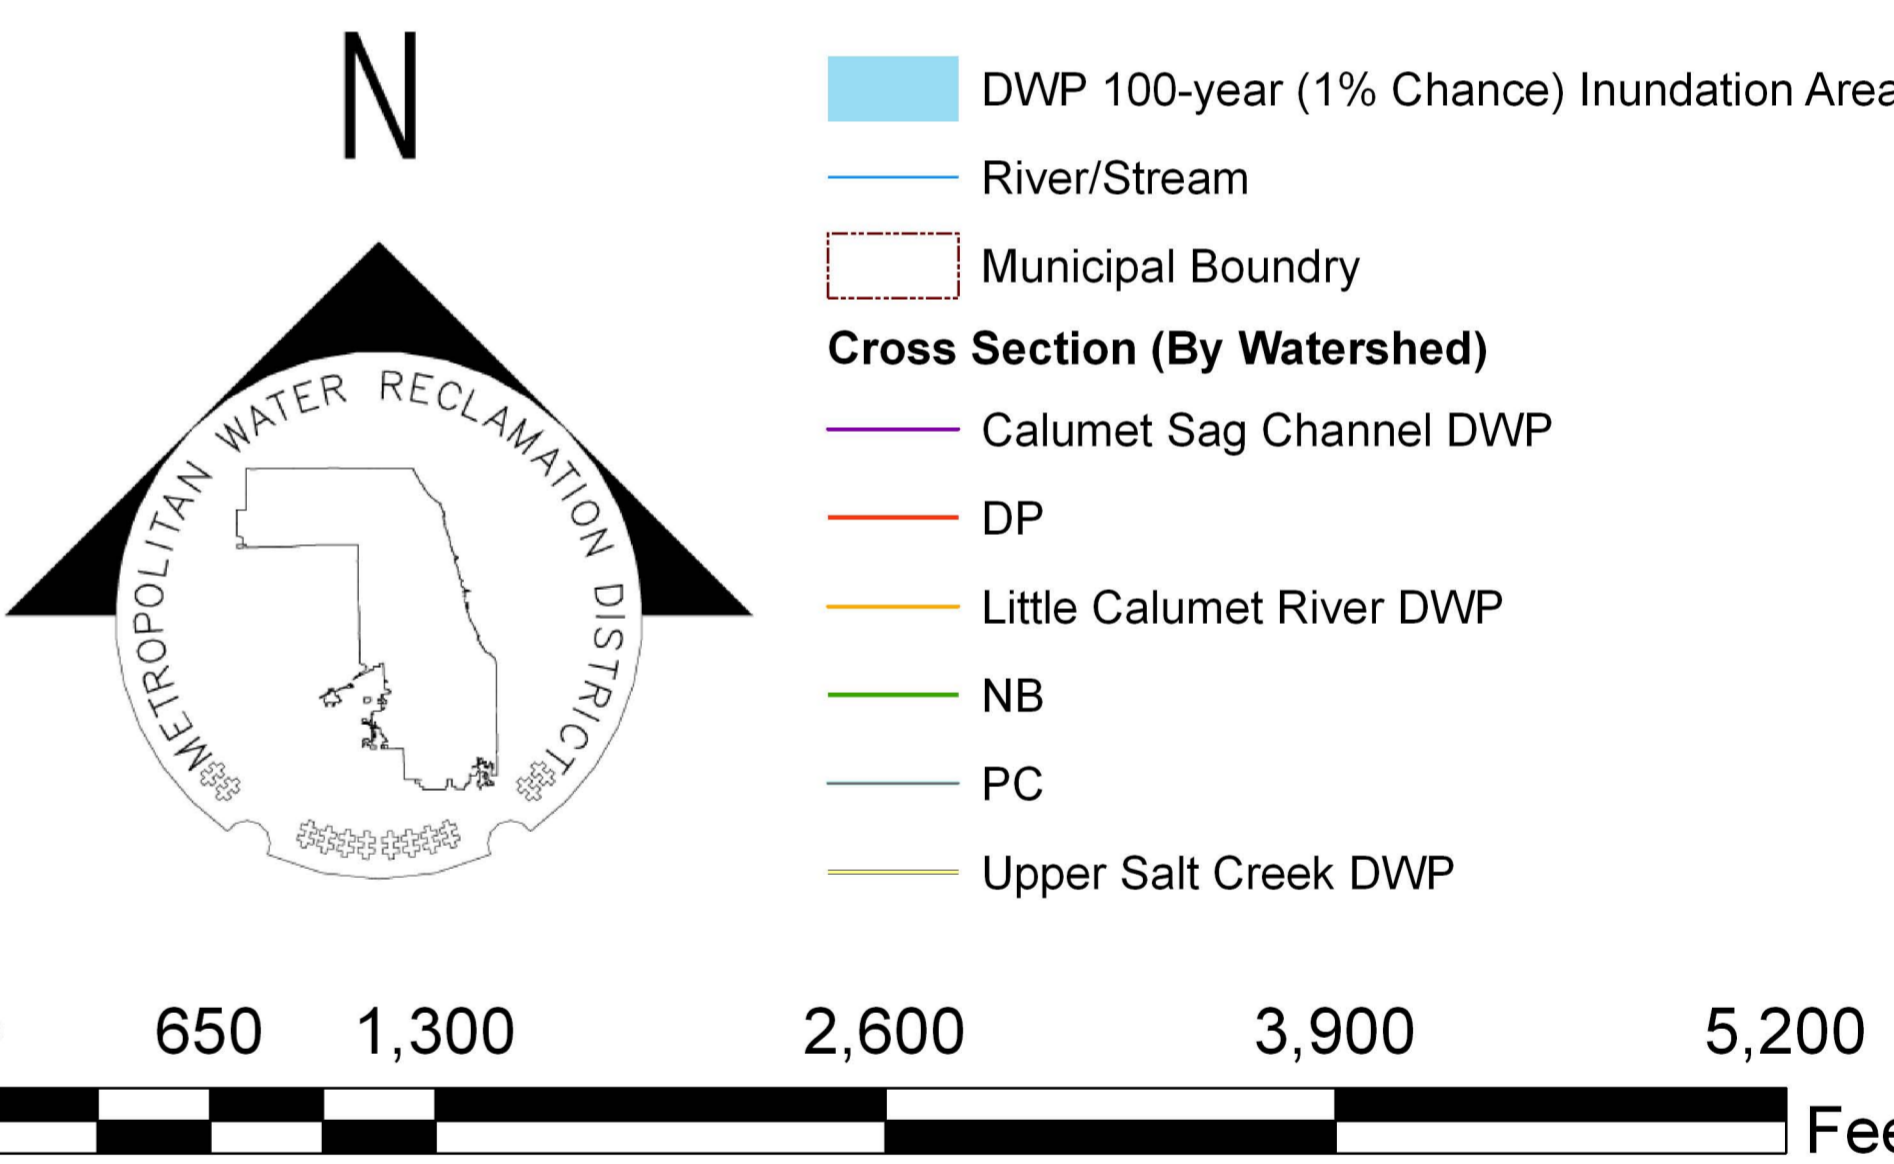 N
METROPOLITAN WATER RECLAMATION DISTRICT
DWP 100-year (1% Chance) Inundation Area
River/Stream
Municipal Boundry
Cross Section (By Watershed)
Calumet Sag Channel DWP
DP
Little Calumet River DWP
NB
PC
Upper Salt Creek DWP
650 1,300 2,600 3,900 5,200
Fee